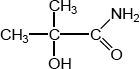 CH₃ NH₂
CH₃ C C
OH O